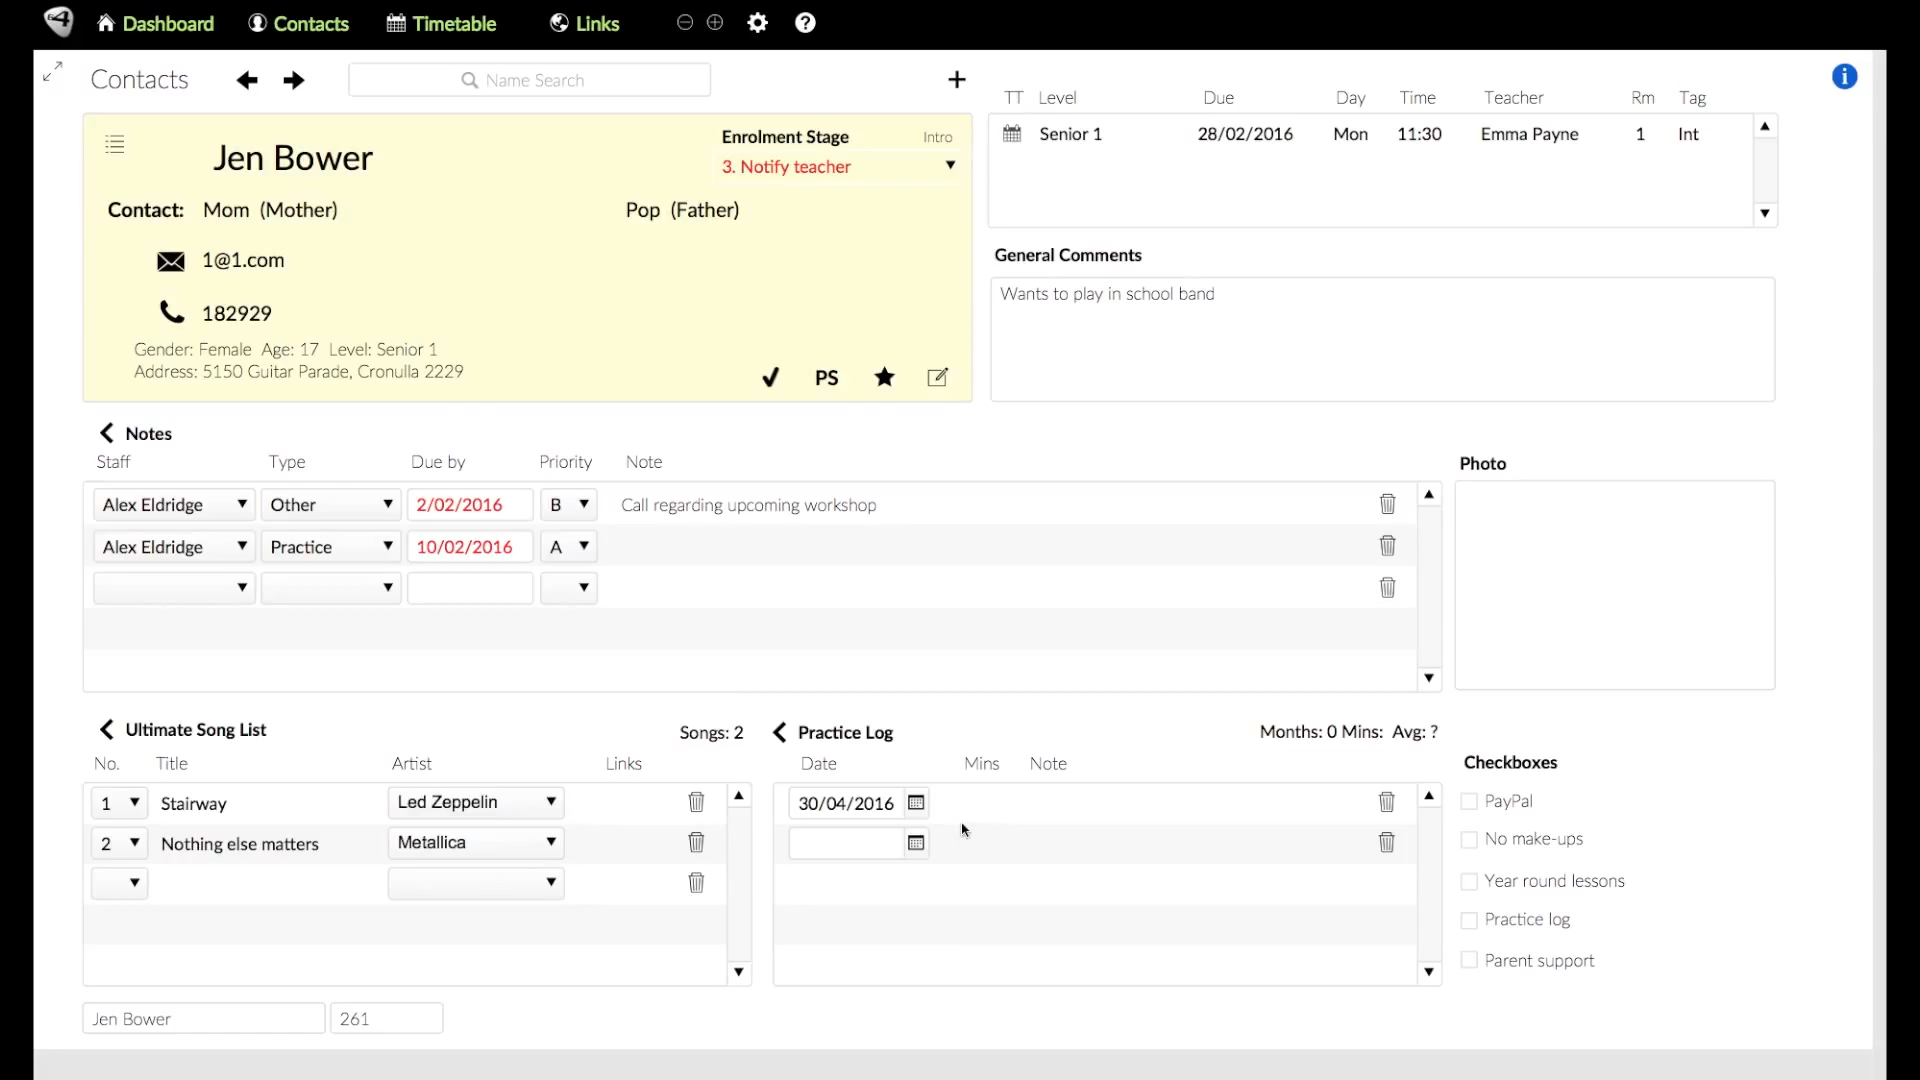 Dashboard Contacts Timetable Links
Contacts
Name Search
+
Jen Bower
Enrolment Stage Intro
3. Notify teacher
Contact: Mom (Mother) Pop (Father)
1@1.com
182929
Gender: Female Age: 17 Level: Senior 1
Address: 5150 Guitar Parade, Cronulla 2229
PS
TT Level Due Day Time Teacher Rm Tag
Senior 1 28/02/2016 Mon 11:30 Emma Payne 1 Int
General Comments
Wants to play in school band
Notes
Staff Type Due by Priority Note
Alex Eldridge Other 2/02/2016 B Call regarding upcoming workshop
Alex Eldridge Practice 10/02/2016 A
Photo
Ultimate Song List Songs: 2
No. Title Artist Links
1 Stairway Led Zeppelin
2 Nothing else matters Metallica
Practice Log Months: 0 Mins: Avg: ?
Date Mins Note
30/04/2016
Checkboxes
PayPal
No make-ups
Year round lessons
Practice log
Parent support
Jen Bower 261